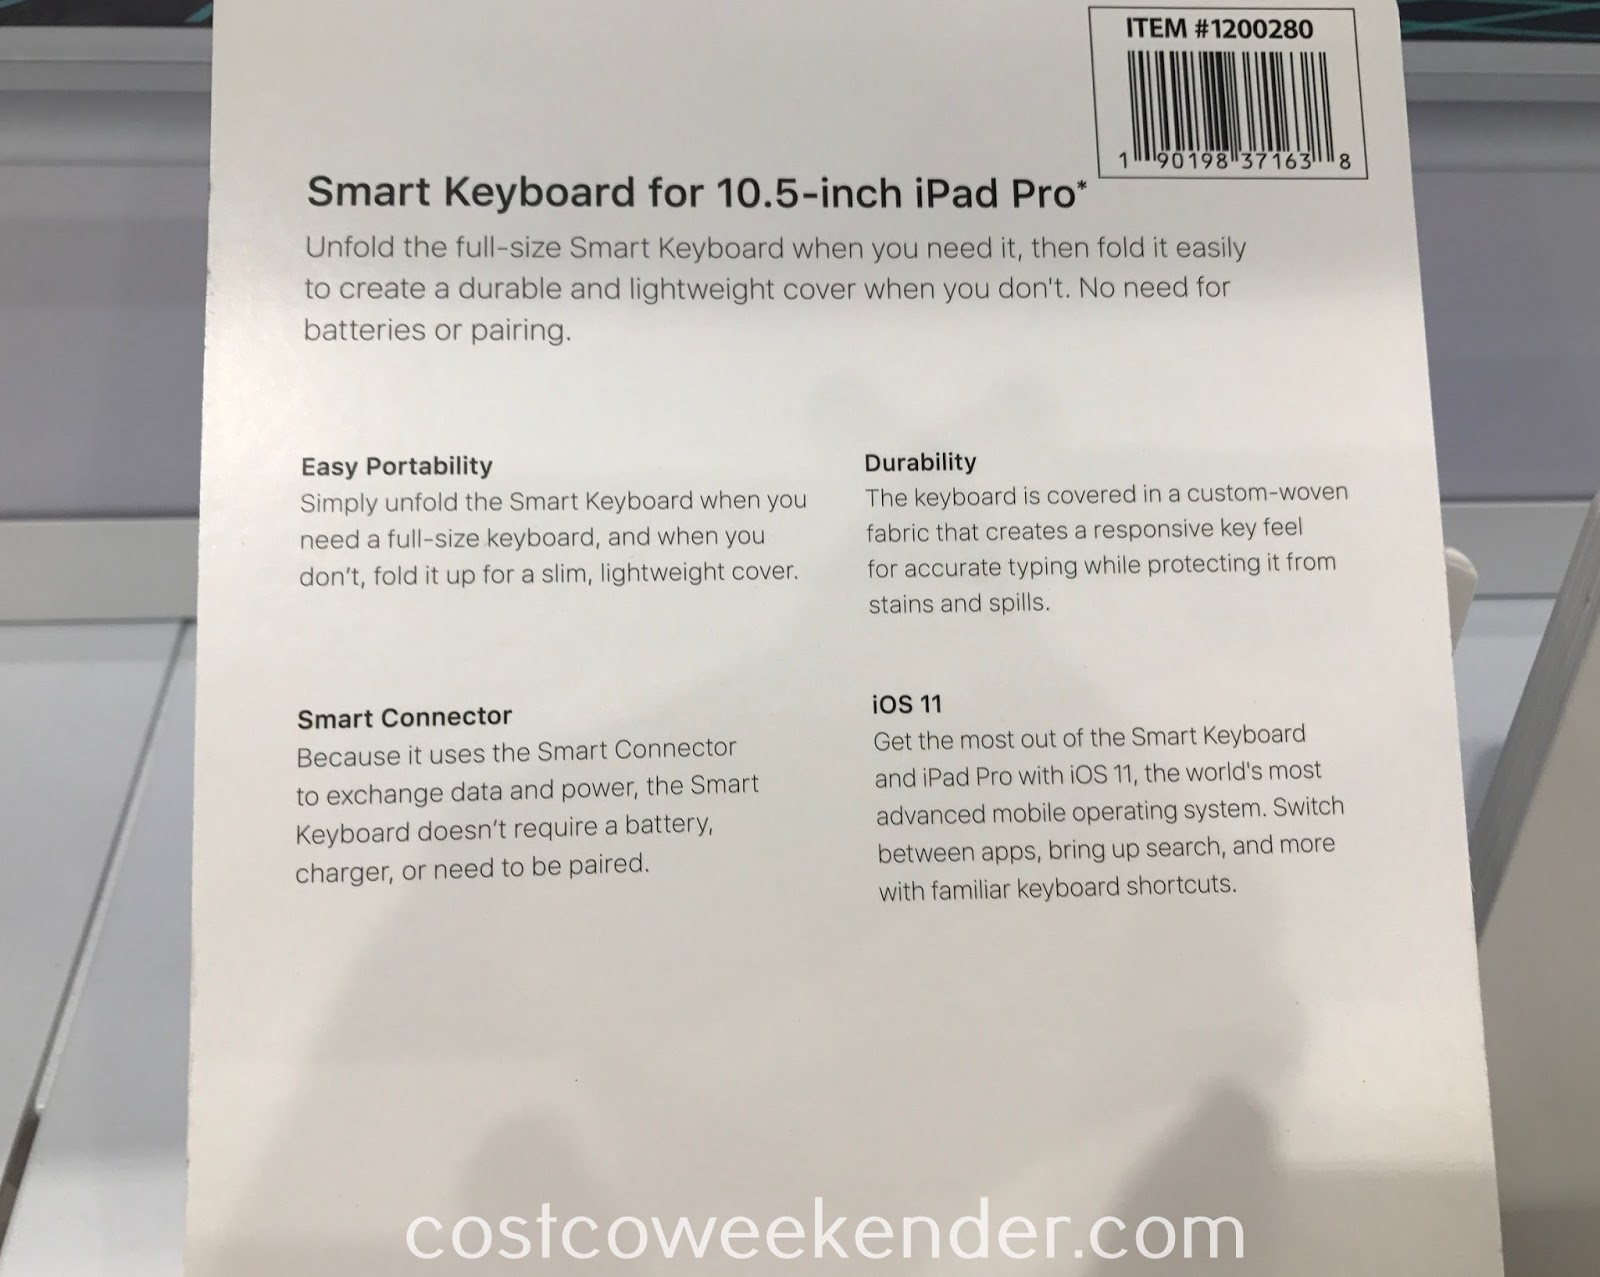 ITEM #1200280
1 90198 37163 8
Smart Keyboard for 10.5-inch iPad Pro*
Unfold the full-size Smart Keyboard when you need it, then fold it easily
to create a durable and lightweight cover when you don't. No need for
batteries or pairing.
Easy Portability
Simply unfold the Smart Keyboard when you
need a full-size keyboard, and when you
don't, fold it up for a slim, lightweight cover.
Durability
The keyboard is covered in a custom-woven
fabric that creates a responsive key feel
for accurate typing while protecting it from
stains and spills.
Smart Connector
Because it uses the Smart Connector
to exchange data and power, the Smart
Keyboard doesn't require a battery,
charger, or need to be paired.
iOS 11
Get the most out of the Smart Keyboard
and iPad Pro with iOS 11, the world's most
advanced mobile operating system. Switch
between apps, bring up search, and more
with familiar keyboard shortcuts.
costcoweekender.com